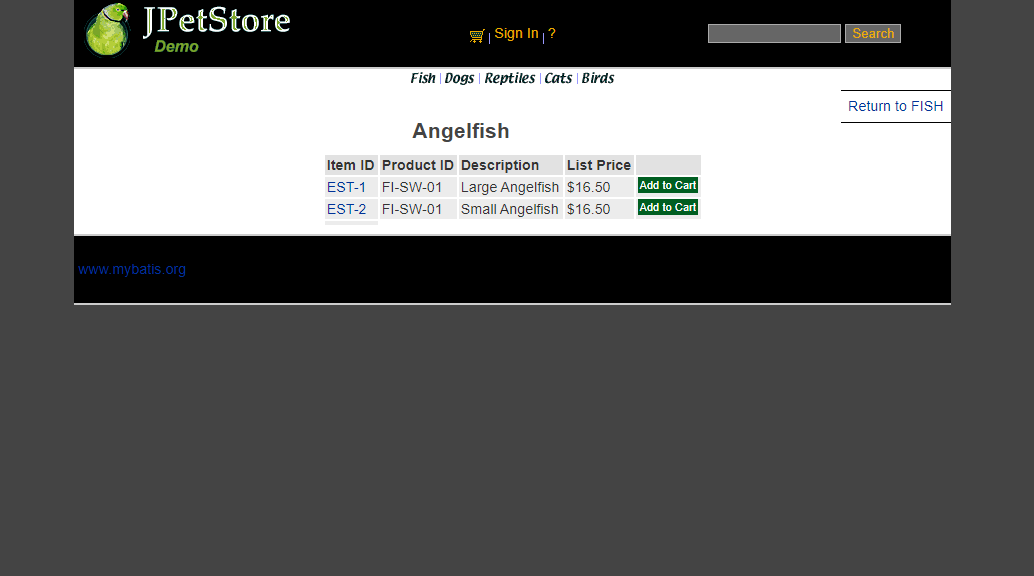 JPetStore
Demo
Sign In | ?
Search
Fish | Dogs | Reptiles | Cats | Birds
Return to FISH
Angelfish
Item ID Product ID Description List Price
EST-1 FI-SW-01 Large Angelfish $16.50 Add to Cart
EST-2 FI-SW-01 Small Angelfish $16.50 Add to Cart
www.mybatis.org